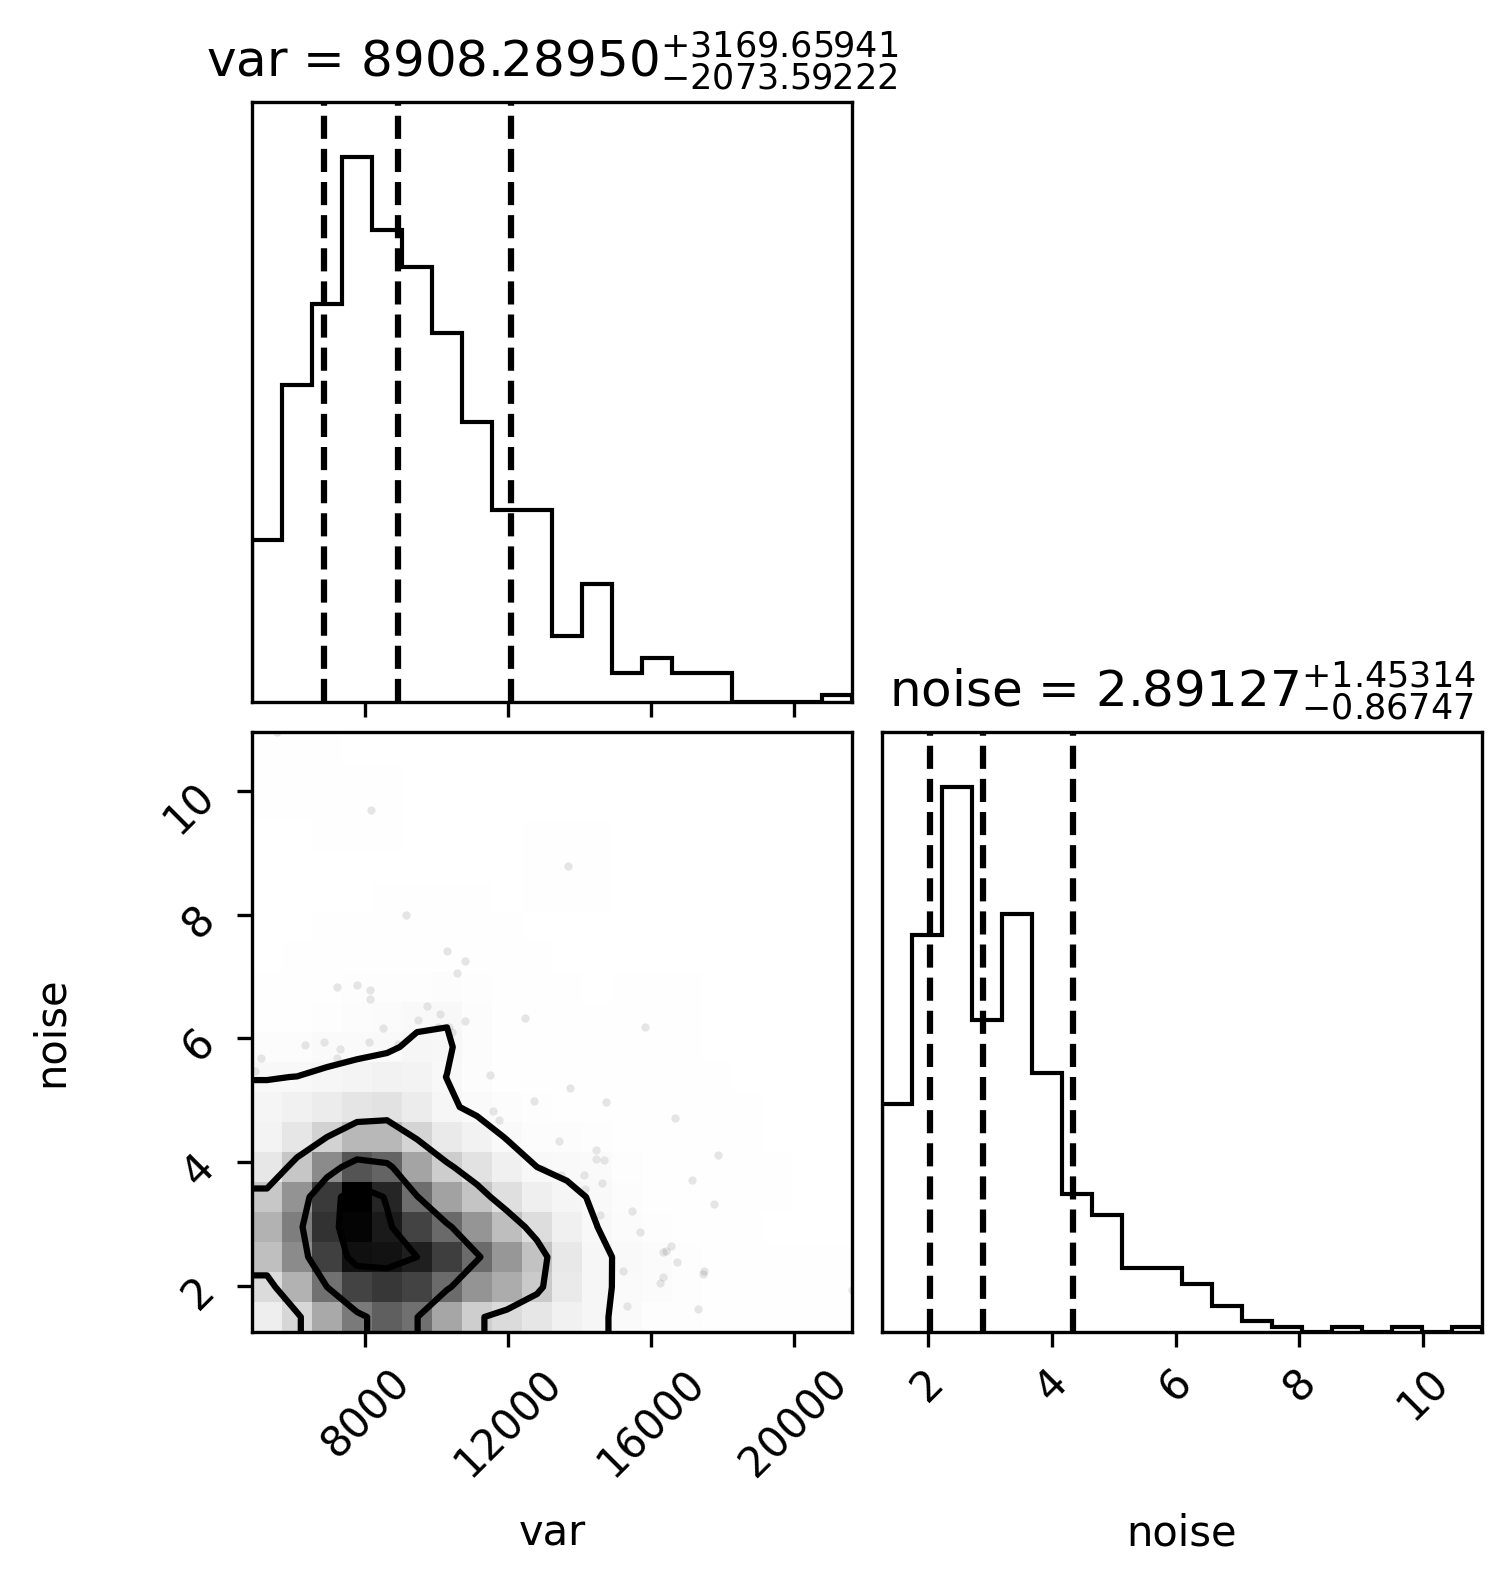 var = 8908.28950+3169.65941−2073.59222
noise = 2.89127+1.45314−0.86747
10
8
6
4
2
noise
8000 12000 16000 20000
var
2 4 6 8 10
noise